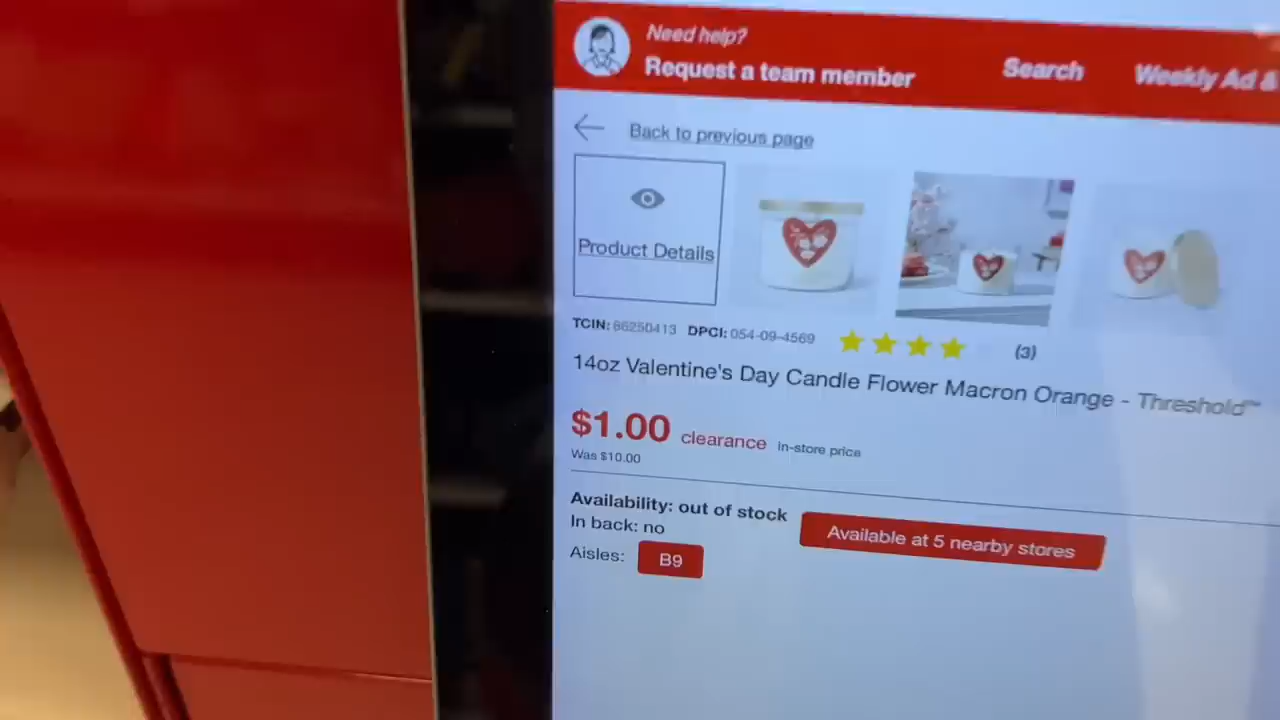 Need help?
Request a team member
Search
Weekly Ad &
Back to previous page
Product Details
TCIN: 86250413 DPCI: 054-09-4569
(3)
14oz Valentine's Day Candle Flower Macron Orange - Threshold™
$1.00 clearance In-store price
Was $10.00
Availability: out of stock
In back: no
Available at 5 nearby stores
Aisles: B9